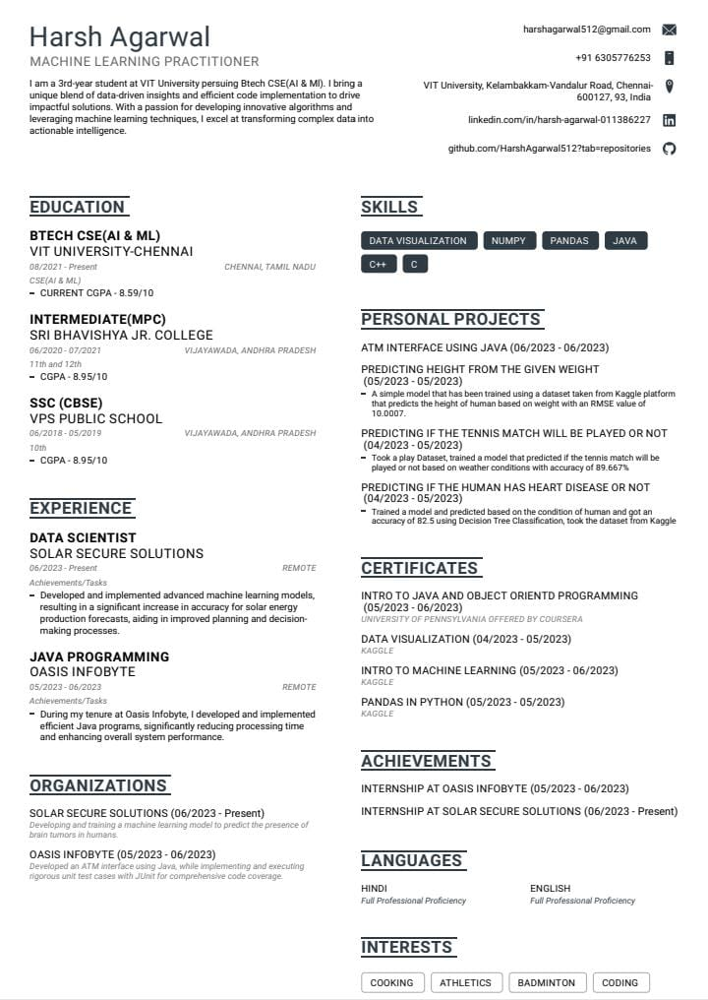 Harsh Agarwal
MACHINE LEARNING PRACTITIONER
I am a 3rd-year student at VIT University persuing Btech CSE(AI & Ml). I bring a
unique blend of data-driven insights and efficient code implementation to drive
impactful solutions. With a passion for developing innovative algorithms and
leveraging machine learning techniques, I excel at transforming complex data into
actionable intelligence.
harshagarwal512@gmail.com
+91 6305776253
VIT University, Kelambakkam-Vandalur Road, Chennai-
600127, 93, India
linkedin.com/in/harsh-agarwal-011386227
github.com/HarshAgarwal512?tab=repositories
EDUCATION
BTECH CSE(AI & ML)
VIT UNIVERSITY-CHENNAI
08/2021 - Present CHENNAI, TAMIL NADU
CSE(AI & ML)
– CURRENT CGPA - 8.59/10
INTERMEDIATE(MPC)
SRI BHAVISHYA JR. COLLEGE
06/2020 - 07/2021 VIJAYAWADA, ANDHRA PRADESH
11th and 12th
– CGPA - 8.95/10
SSC (CBSE)
VPS PUBLIC SCHOOL
06/2018 - 05/2019 VIJAYAWADA, ANDHRA PRADESH
10th
– CGPA - 8.95/10
EXPERIENCE
DATA SCIENTIST
SOLAR SECURE SOLUTIONS
06/2023 - Present REMOTE
Achievements/Tasks
– Developed and implemented advanced machine learning models,
resulting in a significant increase in accuracy for solar energy
production forecasts, aiding in improved planning and decision-
making processes.
JAVA PROGRAMMING
OASIS INFOBYTE
05/2023 - 06/2023 REMOTE
Achievements/Tasks
– During my tenure at Oasis Infobyte, I developed and implemented
efficient Java programs, significantly reducing processing time
and enhancing overall system performance.
ORGANIZATIONS
SOLAR SECURE SOLUTIONS (06/2023 - Present)
Developing and training a machine learning model to predict the presence of
brain tumors in humans.
OASIS INFOBYTE (05/2023 - 06/2023)
Developed an ATM interface using Java, while implementing and executing
rigorous unit test cases with JUnit for comprehensive code coverage.
SKILLS
DATA VISUALIZATION NUMPY PANDAS JAVA
C++ C
PERSONAL PROJECTS
ATM INTERFACE USING JAVA (06/2023 - 06/2023)
PREDICTING HEIGHT FROM THE GIVEN WEIGHT
(05/2023 - 05/2023)
– A simple model that has been trained using a dataset taken from Kaggle platform
that predicts the height of human based on weight with an RMSE value of
10.0007.
PREDICTING IF THE TENNIS MATCH WILL BE PLAYED OR NOT
(04/2023 - 05/2023)
– Took a play Dataset, trained a model that predicted if the tennis match will be
played or not based on weather conditions with accuracy of 89.667%
PREDICTING IF THE HUMAN HAS HEART DISEASE OR NOT
(04/2023 - 05/2023)
– Trained a model and predicted based on the condition of human and got an
accuracy of 82.5 using Decision Tree Classification, took the dataset from Kaggle
CERTIFICATES
INTRO TO JAVA AND OBJECT ORIENTD PROGRAMMING
(05/2023 - 06/2023)
UNIVERSITY OF PENNSYLVANIA OFFERED BY COURSERA
DATA VISUALIZATION (04/2023 - 05/2023)
KAGGLE
INTRO TO MACHINE LEARNING (05/2023 - 06/2023)
KAGGLE
PANDAS IN PYTHON (05/2023 - 05/2023)
KAGGLE
ACHIEVEMENTS
INTERNSHIP AT OASIS INFOBYTE (05/2023 - 06/2023)
INTERNSHIP AT SOLAR SECURE SOLUTIONS (06/2023 - Present)
LANGUAGES
HINDI ENGLISH
Full Professional Proficiency Full Professional Proficiency
INTERESTS
COOKING ATHLETICS BADMINTON CODING